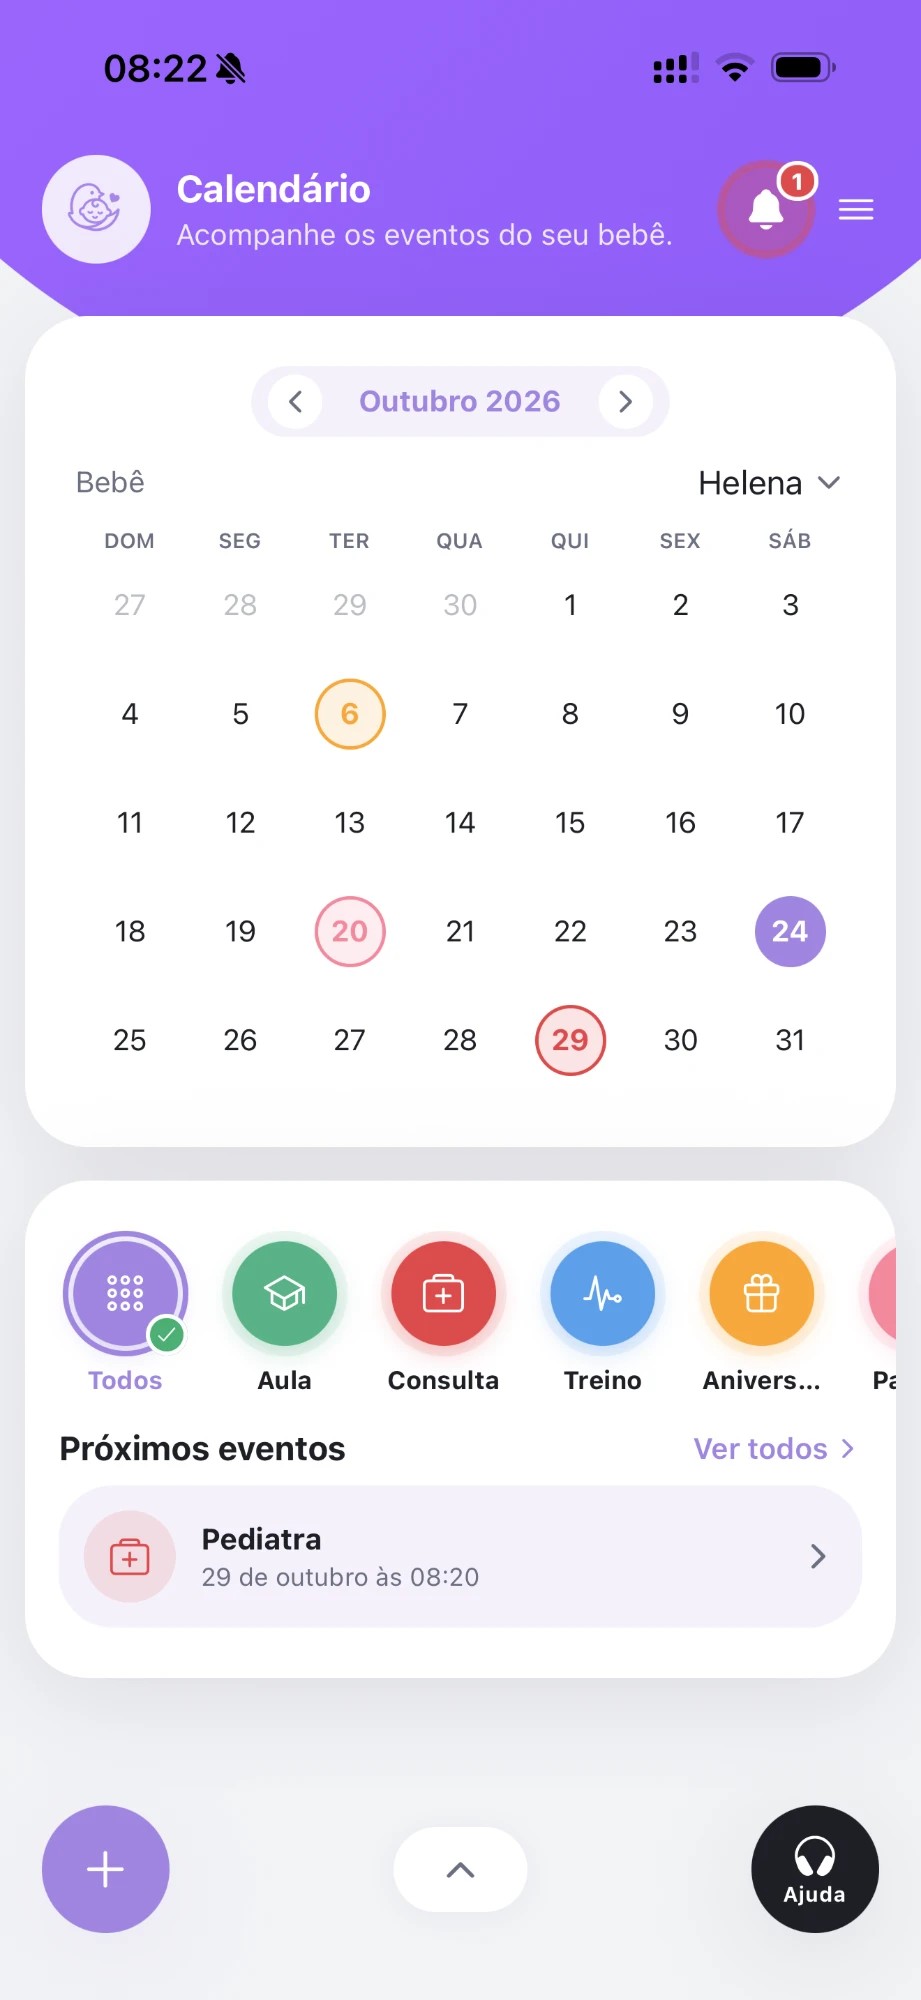 08:22
Calendário
Acompanhe os eventos do seu bebê.
1
Outubro 2026
Bebê
Helena
DOM SEG TER QUA QUI SEX SÁB
27 28 29 30 1 2 3
4 5 6 7 8 9 10
11 12 13 14 15 16 17
18 19 20 21 22 23 24
25 26 27 28 29 30 31
Todos Aula Consulta Treino Anivers... Pa
Próximos eventos
Ver todos
Pediatra
29 de outubro às 08:20
Ajuda